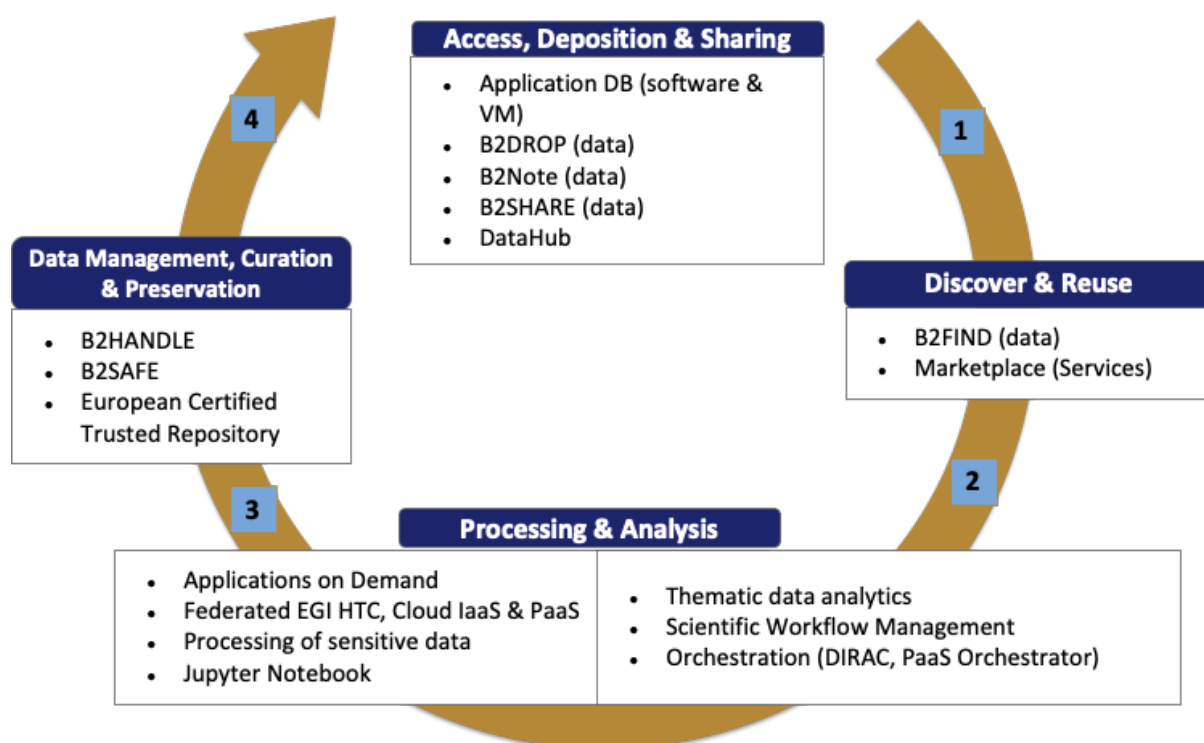 Access, Deposition & Sharing
• Application DB (software &
VM)
• B2DROP (data)
• B2Note (data)
• B2SHARE (data)
• DataHub
1
Discover & Reuse
• B2FIND (data)
• Marketplace (Services)
2
Processing & Analysis
• Applications on Demand
• Federated EGI HTC, Cloud IaaS & PaaS
• Processing of sensitive data
• Jupyter Notebook
• Thematic data analytics
• Scientific Workflow Management
• Orchestration (DIRAC, PaaS Orchestrator)
3
Data Management, Curation
& Preservation
• B2HANDLE
• B2SAFE
• European Certified
Trusted Repository
4